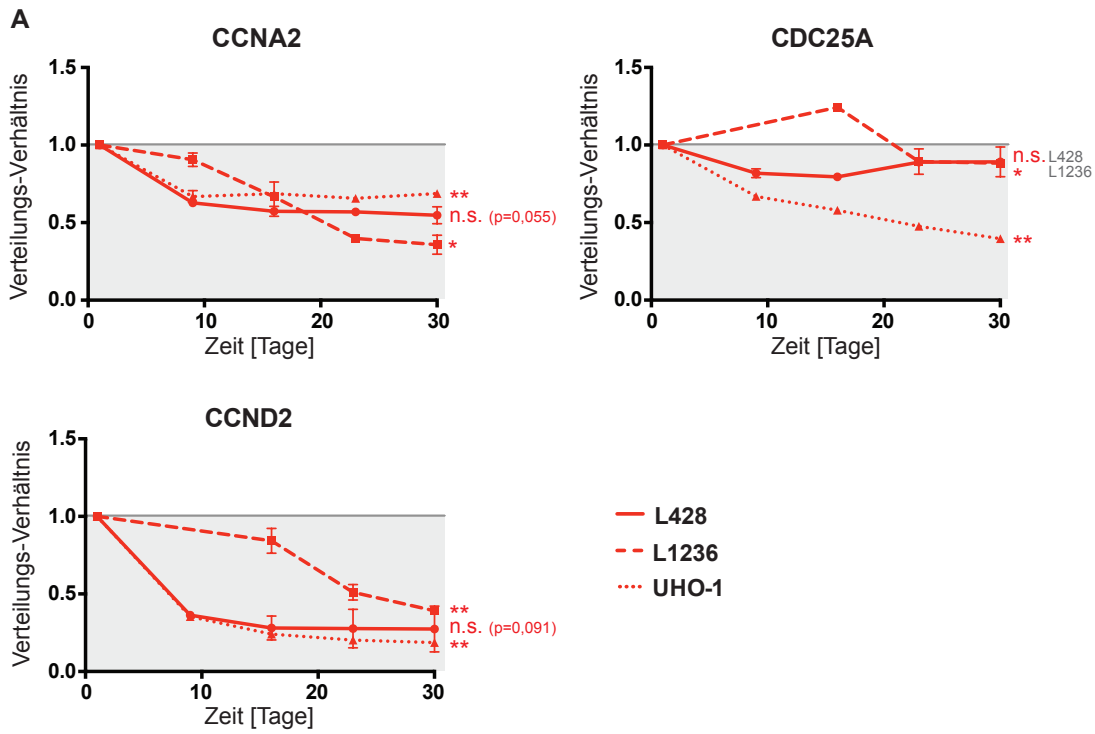 A
CCNA2
Verteilungs-Verhältnis
1.5
1.0
0.5
0.0
0
10
20
30
Zeit [Tage]
**
n.s. (p=0,055)
*
CDC25A
Verteilungs-Verhältnis
1.5
1.0
0.5
0.0
0
10
20
30
Zeit [Tage]
n.s. L428
* L1236
**
CCND2
Verteilungs-Verhältnis
1.5
1.0
0.5
0.0
0
10
20
30
Zeit [Tage]
**
n.s. (p=0,091)
**
L428
L1236
UHO-1